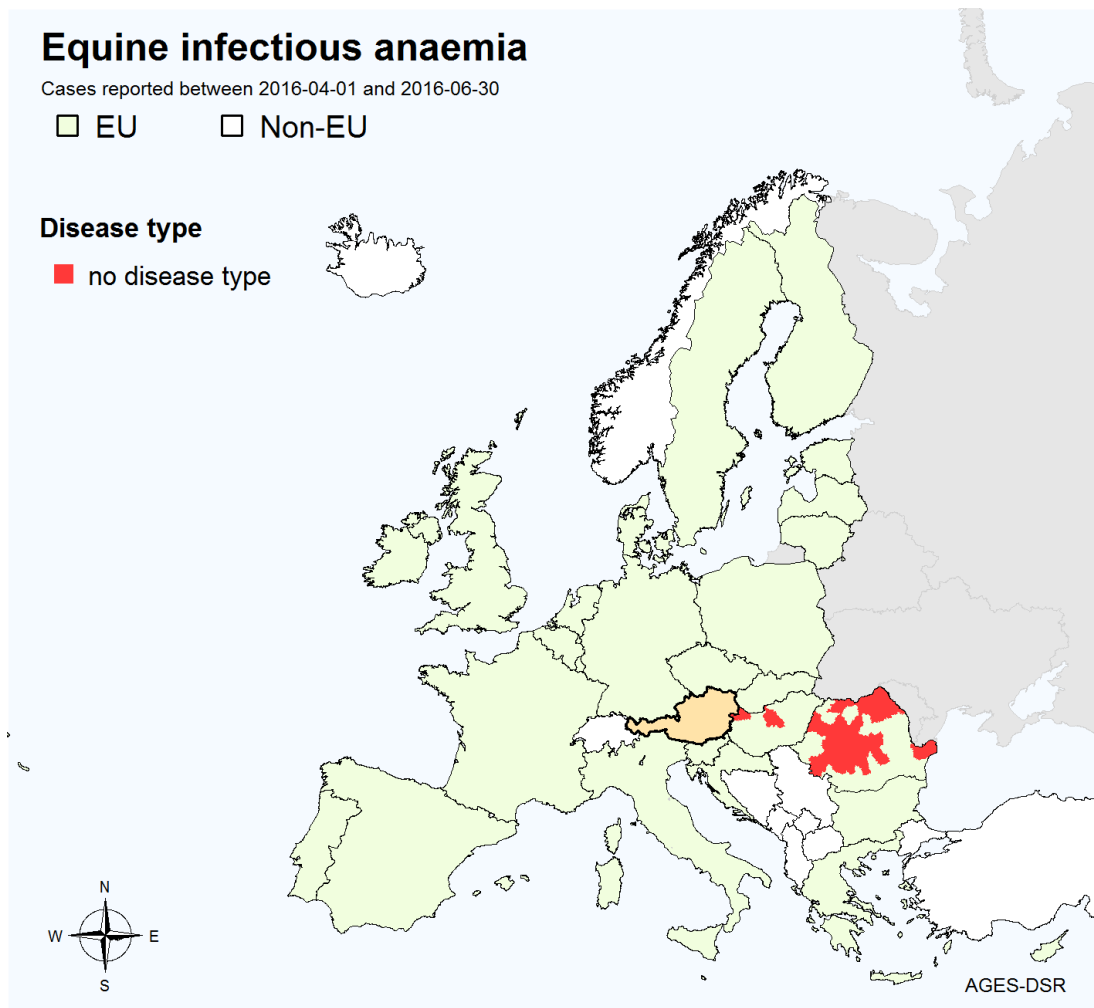 Equine infectious anaemia
Cases reported between 2016-04-01 and 2016-06-30
EU Non-EU
Disease type
no disease type
N
W E
S
AGES-DSR